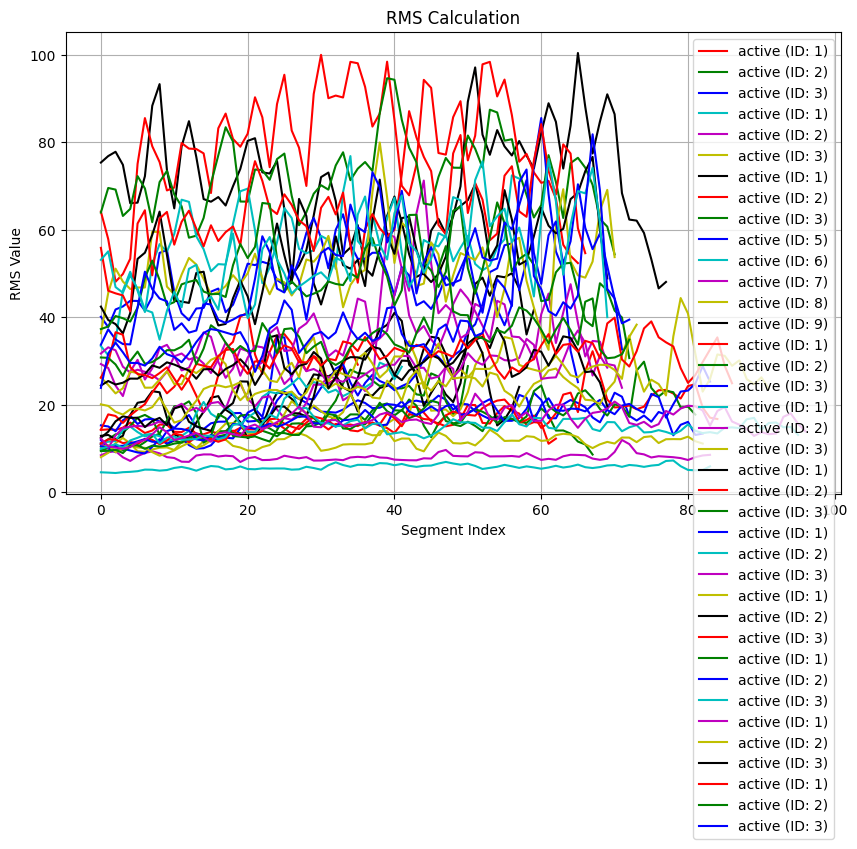 RMS Calculation
RMS Value
100
80
60
40
20
0
0
20
40
60
80
100
Segment Index
active (ID: 1)
active (ID: 2)
active (ID: 3)
active (ID: 1)
active (ID: 2)
active (ID: 3)
active (ID: 1)
active (ID: 2)
active (ID: 3)
active (ID: 5)
active (ID: 6)
active (ID: 7)
active (ID: 8)
active (ID: 9)
active (ID: 1)
active (ID: 2)
active (ID: 3)
active (ID: 1)
active (ID: 2)
active (ID: 3)
active (ID: 1)
active (ID: 2)
active (ID: 3)
active (ID: 1)
active (ID: 2)
active (ID: 3)
active (ID: 1)
active (ID: 2)
active (ID: 3)
active (ID: 1)
active (ID: 2)
active (ID: 3)
active (ID: 1)
active (ID: 2)
active (ID: 3)
active (ID: 1)
active (ID: 2)
active (ID: 3)